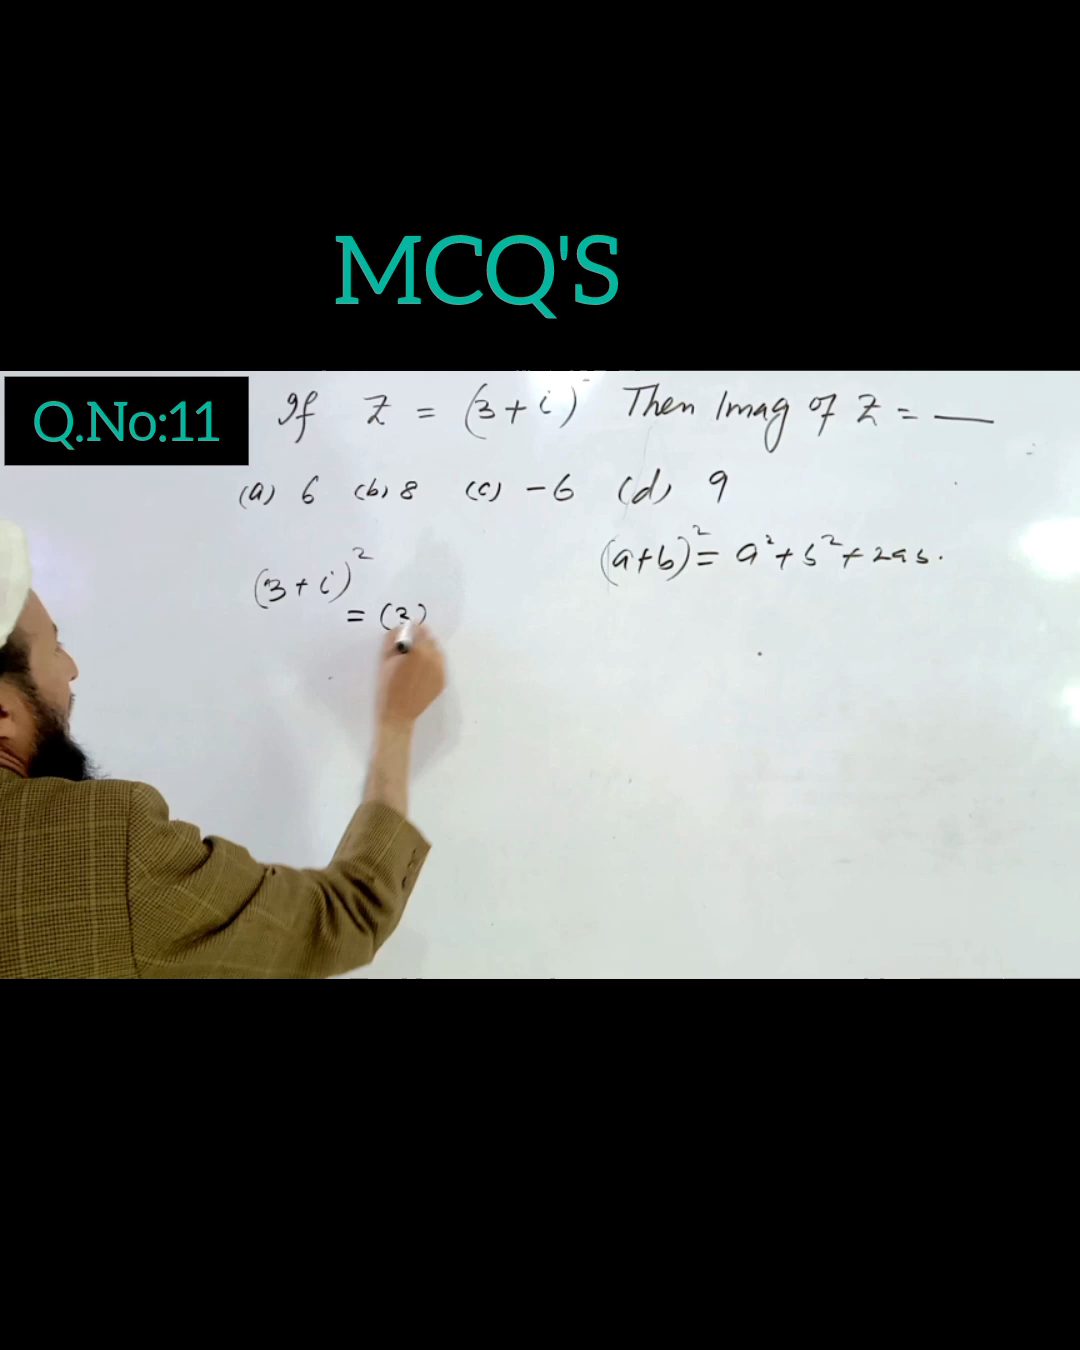 MCQ'S
Q.No:11
If Z = (3+i) Then Imag of Z = —
(a) 6 (b) 8 (c) -6 (d) 9
(a+b)² = a²+b²+2ab.
(3+i)²
= (3)